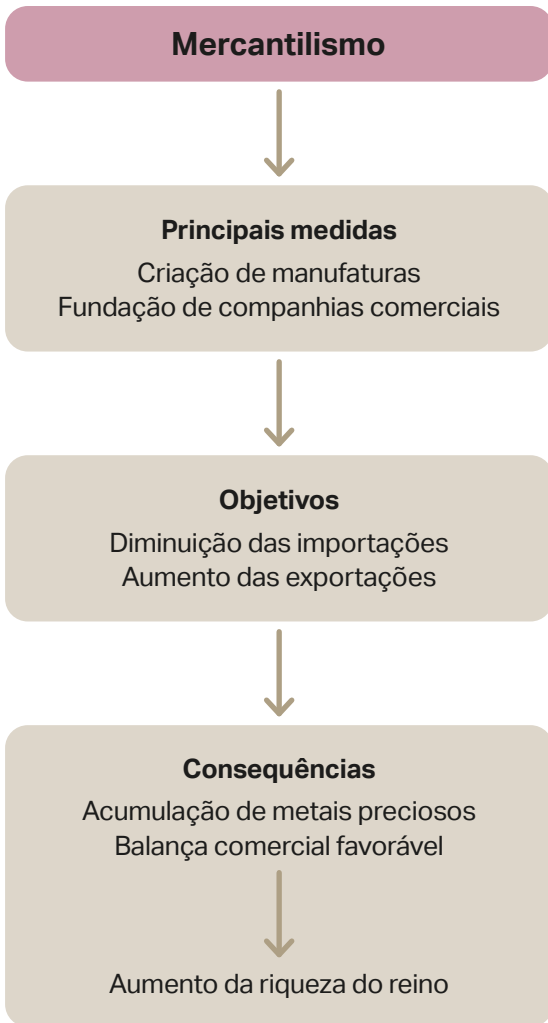 Mercantilismo
Principais medidas
Criação de manufaturas
Fundação de companhias comerciais
Objetivos
Diminuição das importações
Aumento das exportações
Consequências
Acumulação de metais preciosos
Balança comercial favorável
Aumento da riqueza do reino